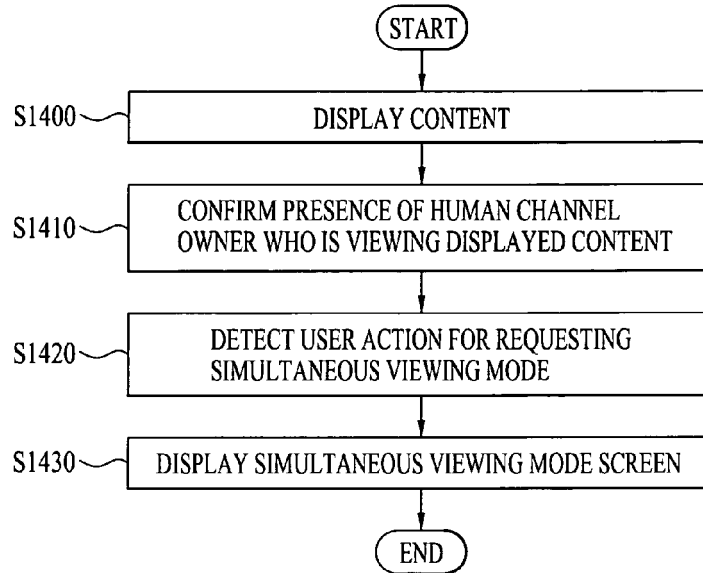 START
S1400
DISPLAY CONTENT
S1410
CONFIRM PRESENCE OF HUMAN CHANNEL
OWNER WHO IS VIEWING DISPLAYED CONTENT
S1420
DETECT USER ACTION FOR REQUESTING
SIMULTANEOUS VIEWING MODE
S1430
DISPLAY SIMULTANEOUS VIEWING MODE SCREEN
END